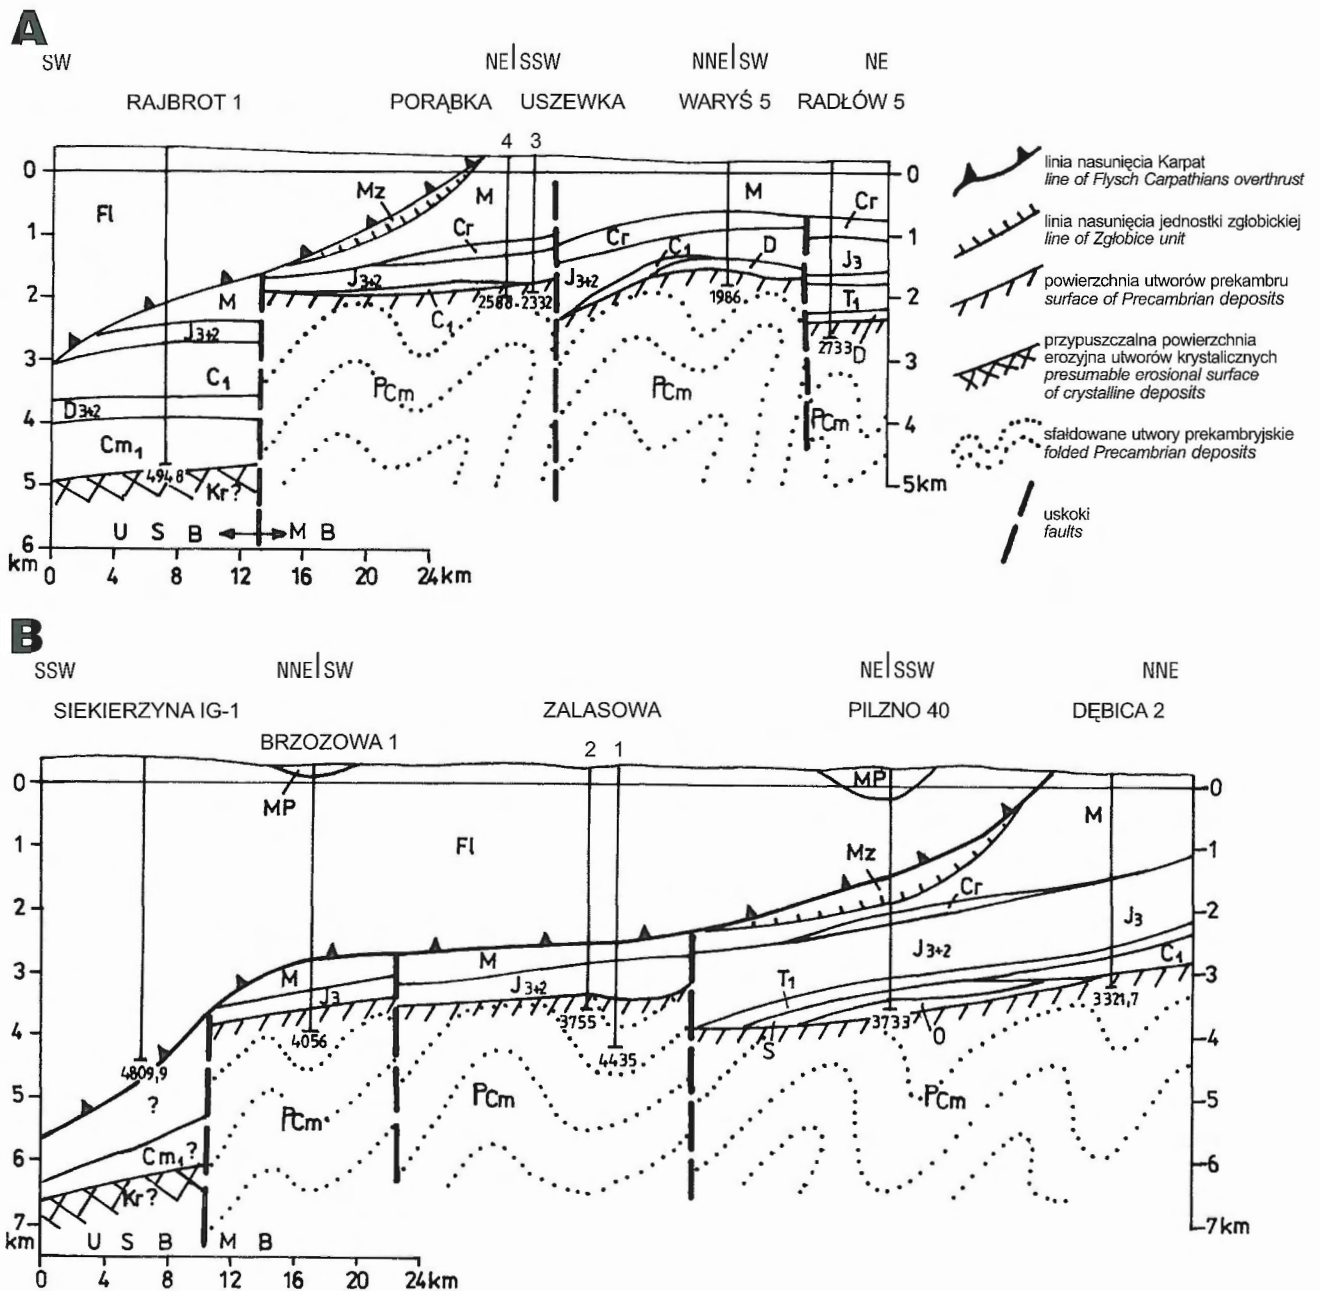 A
SW NE|SSW NNE|SW NE
RAJBROT 1 PORĄBKA USZEWKA WARYŚ 5 RADŁÓW 5
4 3
0 0
Mz M M
Fl Cr
1 Cr Cr 1
C1 D
J3+2 J3+2 J3
2 M 2588 2332 1986 T1 2
C1
J3+2 2733 D
3 3
C1 PCm PCm
D3+2 PCm
4 4
Cm1
4948
5 Kr? 5km
U S B M B
6
km
0 4 8 12 16 20 24km
linia nasunięcia Karpat
line of Flysch Carpathians overthrust
linia nasunięcia jednostki zgłobickiej
line of Zgłobice unit
powierzchnia utworów prekambru
surface of Precambrian deposits
przypuszczalna powierzchnia
erozyjna utworów krystalicznych
presumable erosional surface
of crystalline deposits
sfałdowane utwory prekambryjskie
folded Precambrian deposits
uskoki
faults
B
SSW NNE|SW NE|SSW NNE
SIEKIERZYNA IG-1 ZALASOWA PILZNO 40 DĘBICA 2
BRZOZOWA 1 2 1
0 MP 0
MP M
1 Fl Mz 1
Cr
2 2
J3
M M J3+2 C1
3 J3 J3+2 T1 3
3321,7
4056 3755 3733 O
4 S 4
4809,9 4435
5 ? PCm PCm PCm 5
Cm1?
6 6
Kr?
7 7km
km U S B M B
0 4 8 12 16 20 24km